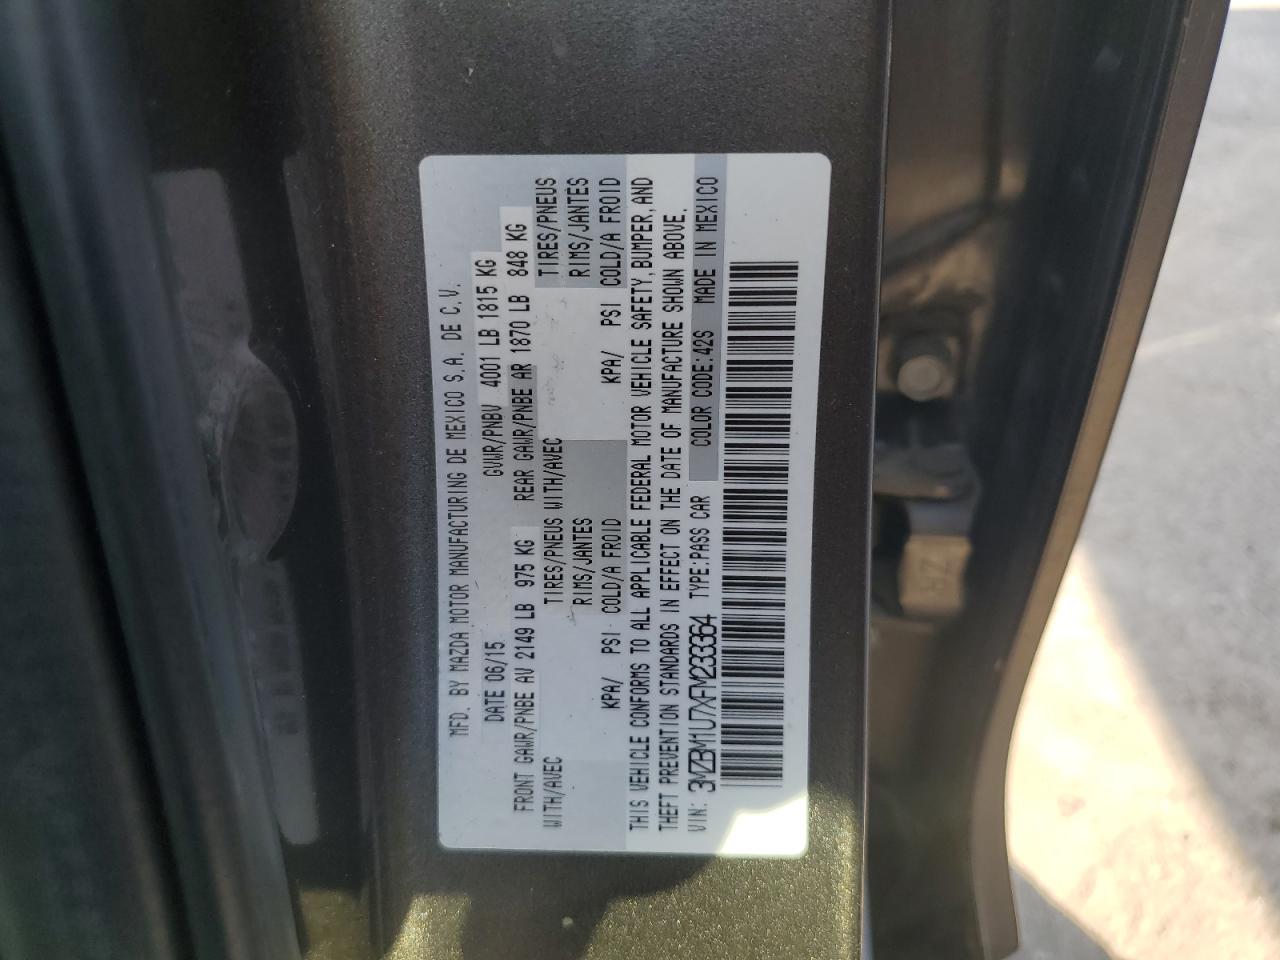 MFD. BY MAZDA MOTOR MANUFACTURING DE MEXICO S.A. DE C.V.
DATE 06/15 GVWR/PNBV 4001 LB 1815 KG
FRONT GAWR/PNBE AV 2149 LB 975 KG REAR GAWR/PNBE AR 1870 LB 848 KG
WITH/AVEC TIRES/PNEUS WITH/AVEC TIRES/PNEUS
RIMS/JANTES RIMS/JANTES
KPA/ PSI COLD/A FROID KPA/ PSI COLD/A FROID
THIS VEHICLE CONFORMS TO ALL APPLICABLE FEDERAL MOTOR VEHICLE SAFETY, BUMPER, AND
THEFT PREVENTION STANDARDS IN EFFECT ON THE DATE OF MANUFACTURE SHOWN ABOVE.
VIN: 3MZBM1U7XFM233364 TYPE:PASS CAR COLOR CODE:42S MADE IN MEXICO